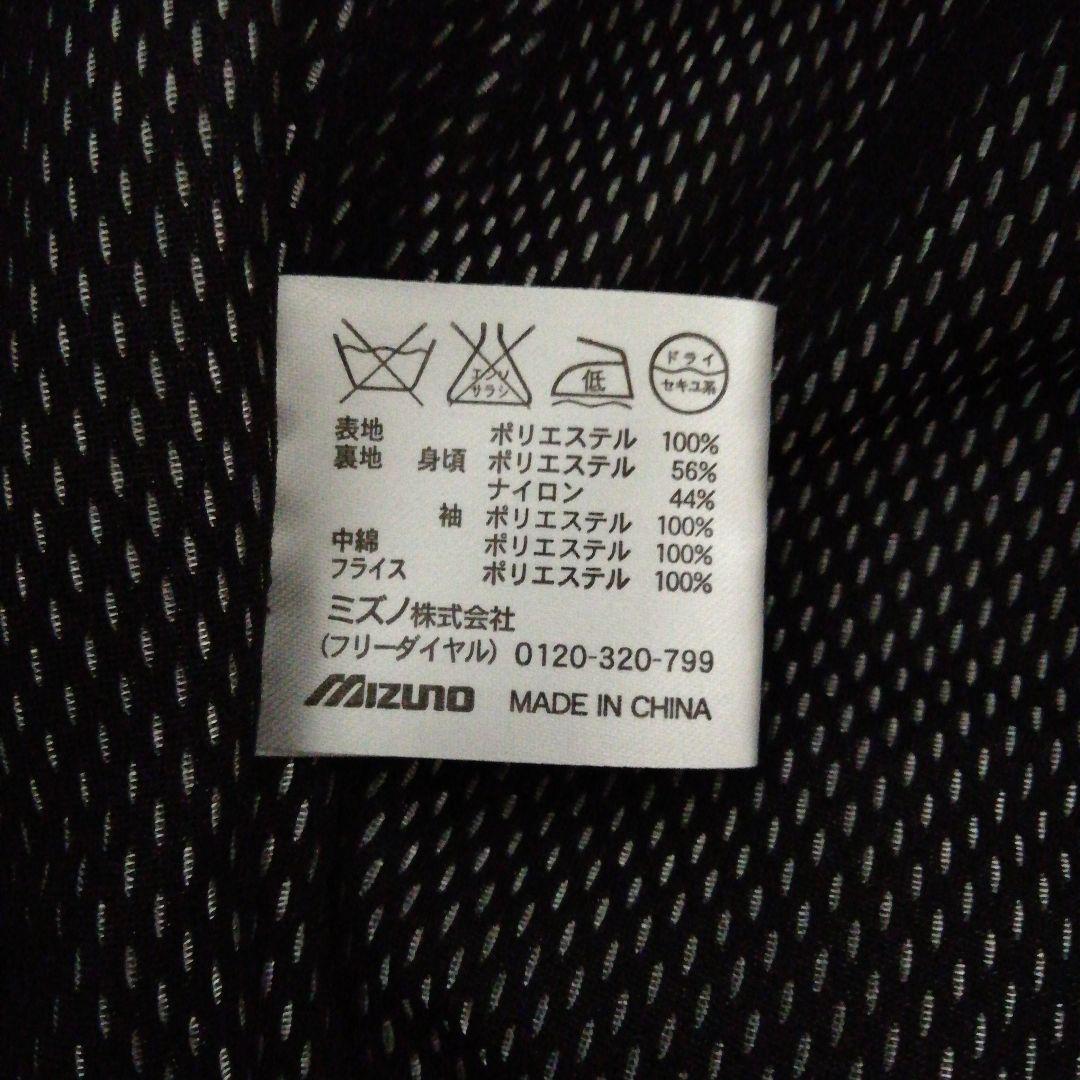 エンソ サラシ
低
ドライ
セキユ系
表地 ポリエステル 100%
裏地 身頃 ポリエステル 56%
ナイロン 44%
袖 ポリエステル 100%
中綿 ポリエステル 100%
フライス ポリエステル 100%
ミズノ株式会社
(フリーダイヤル) 0120-320-799
MIZUNO MADE IN CHINA